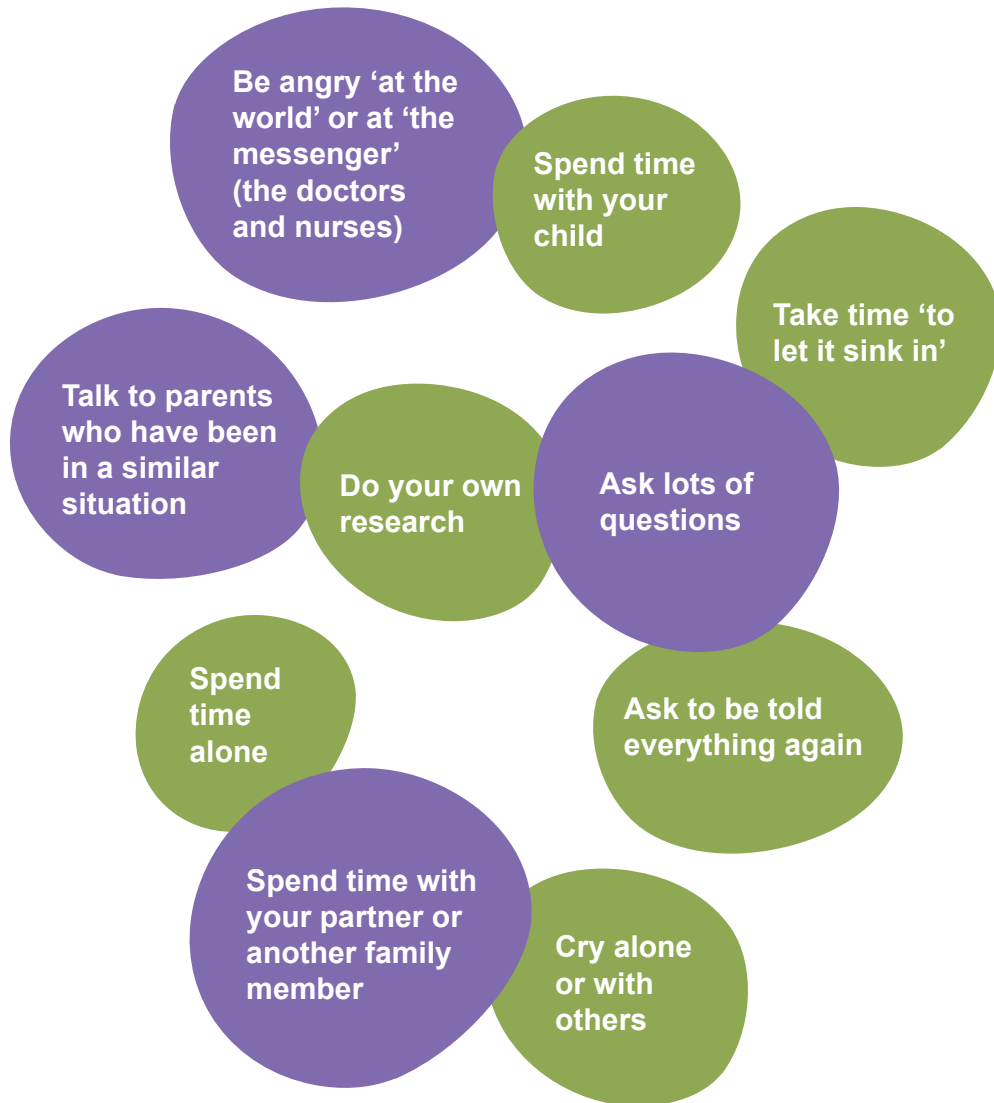 Be angry ‘at the
world’ or at ‘the
messenger’
(the doctors
and nurses)
Spend time
with your
child
Take time ‘to
let it sink in’
Talk to parents
who have been
in a similar
situation
Do your own
research
Ask lots of
questions
Spend
time
alone
Ask to be told
everything again
Spend time with
your partner or
another family
member
Cry alone
or with
others